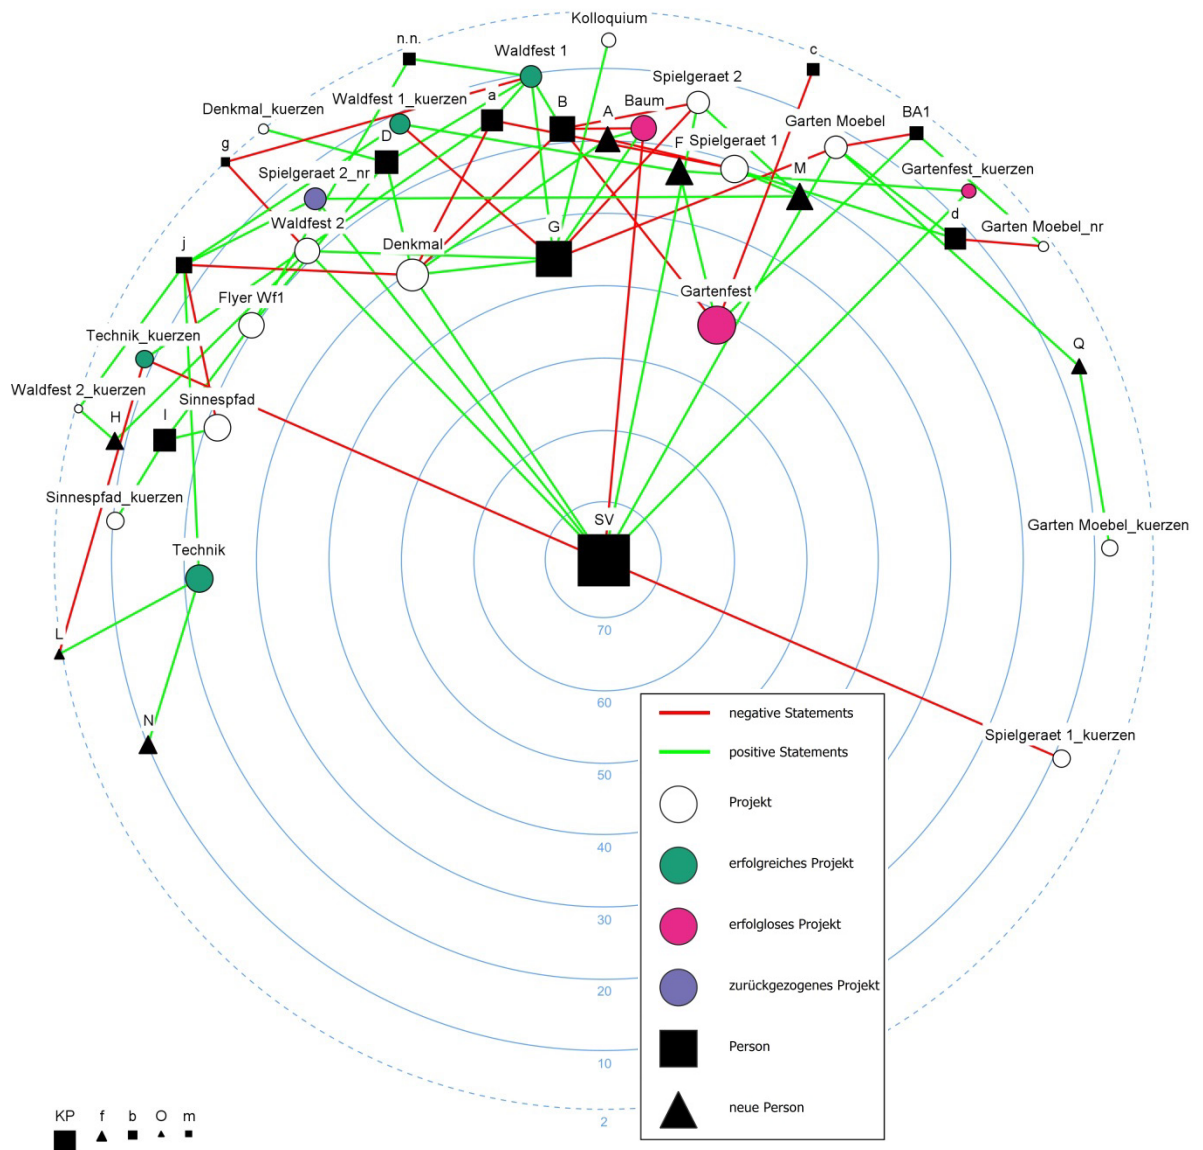 Kolloquium
n.n.
Waldfest 1
c
Spielgeraet 2
Waldfest 1_kuerzen
a
B
A
Baum
Denkmal_kuerzen
BA1
Garten Moebel
D
F
Spielgeraet 1
g
M
Gartenfest_kuerzen
Spielgeraet 2_nr
Waldfest 2
d
Garten Moebel_nr
j
Denkmal
G
Flyer Wf1
Gartenfest
Technik_kuerzen
Q
Waldfest 2_kuerzen
H
I
Sinnespfad
Sinnespfad_kuerzen
SV
Garten Moebel_kuerzen
Technik
70
L
60
N
Spielgeraet 1_kuerzen
50
40
30
20
10
2
negative Statements
positive Statements
Projekt
erfolgreiches Projekt
erfolgloses Projekt
zurückgezogenes Projekt
Person
neue Person
KP f b O m